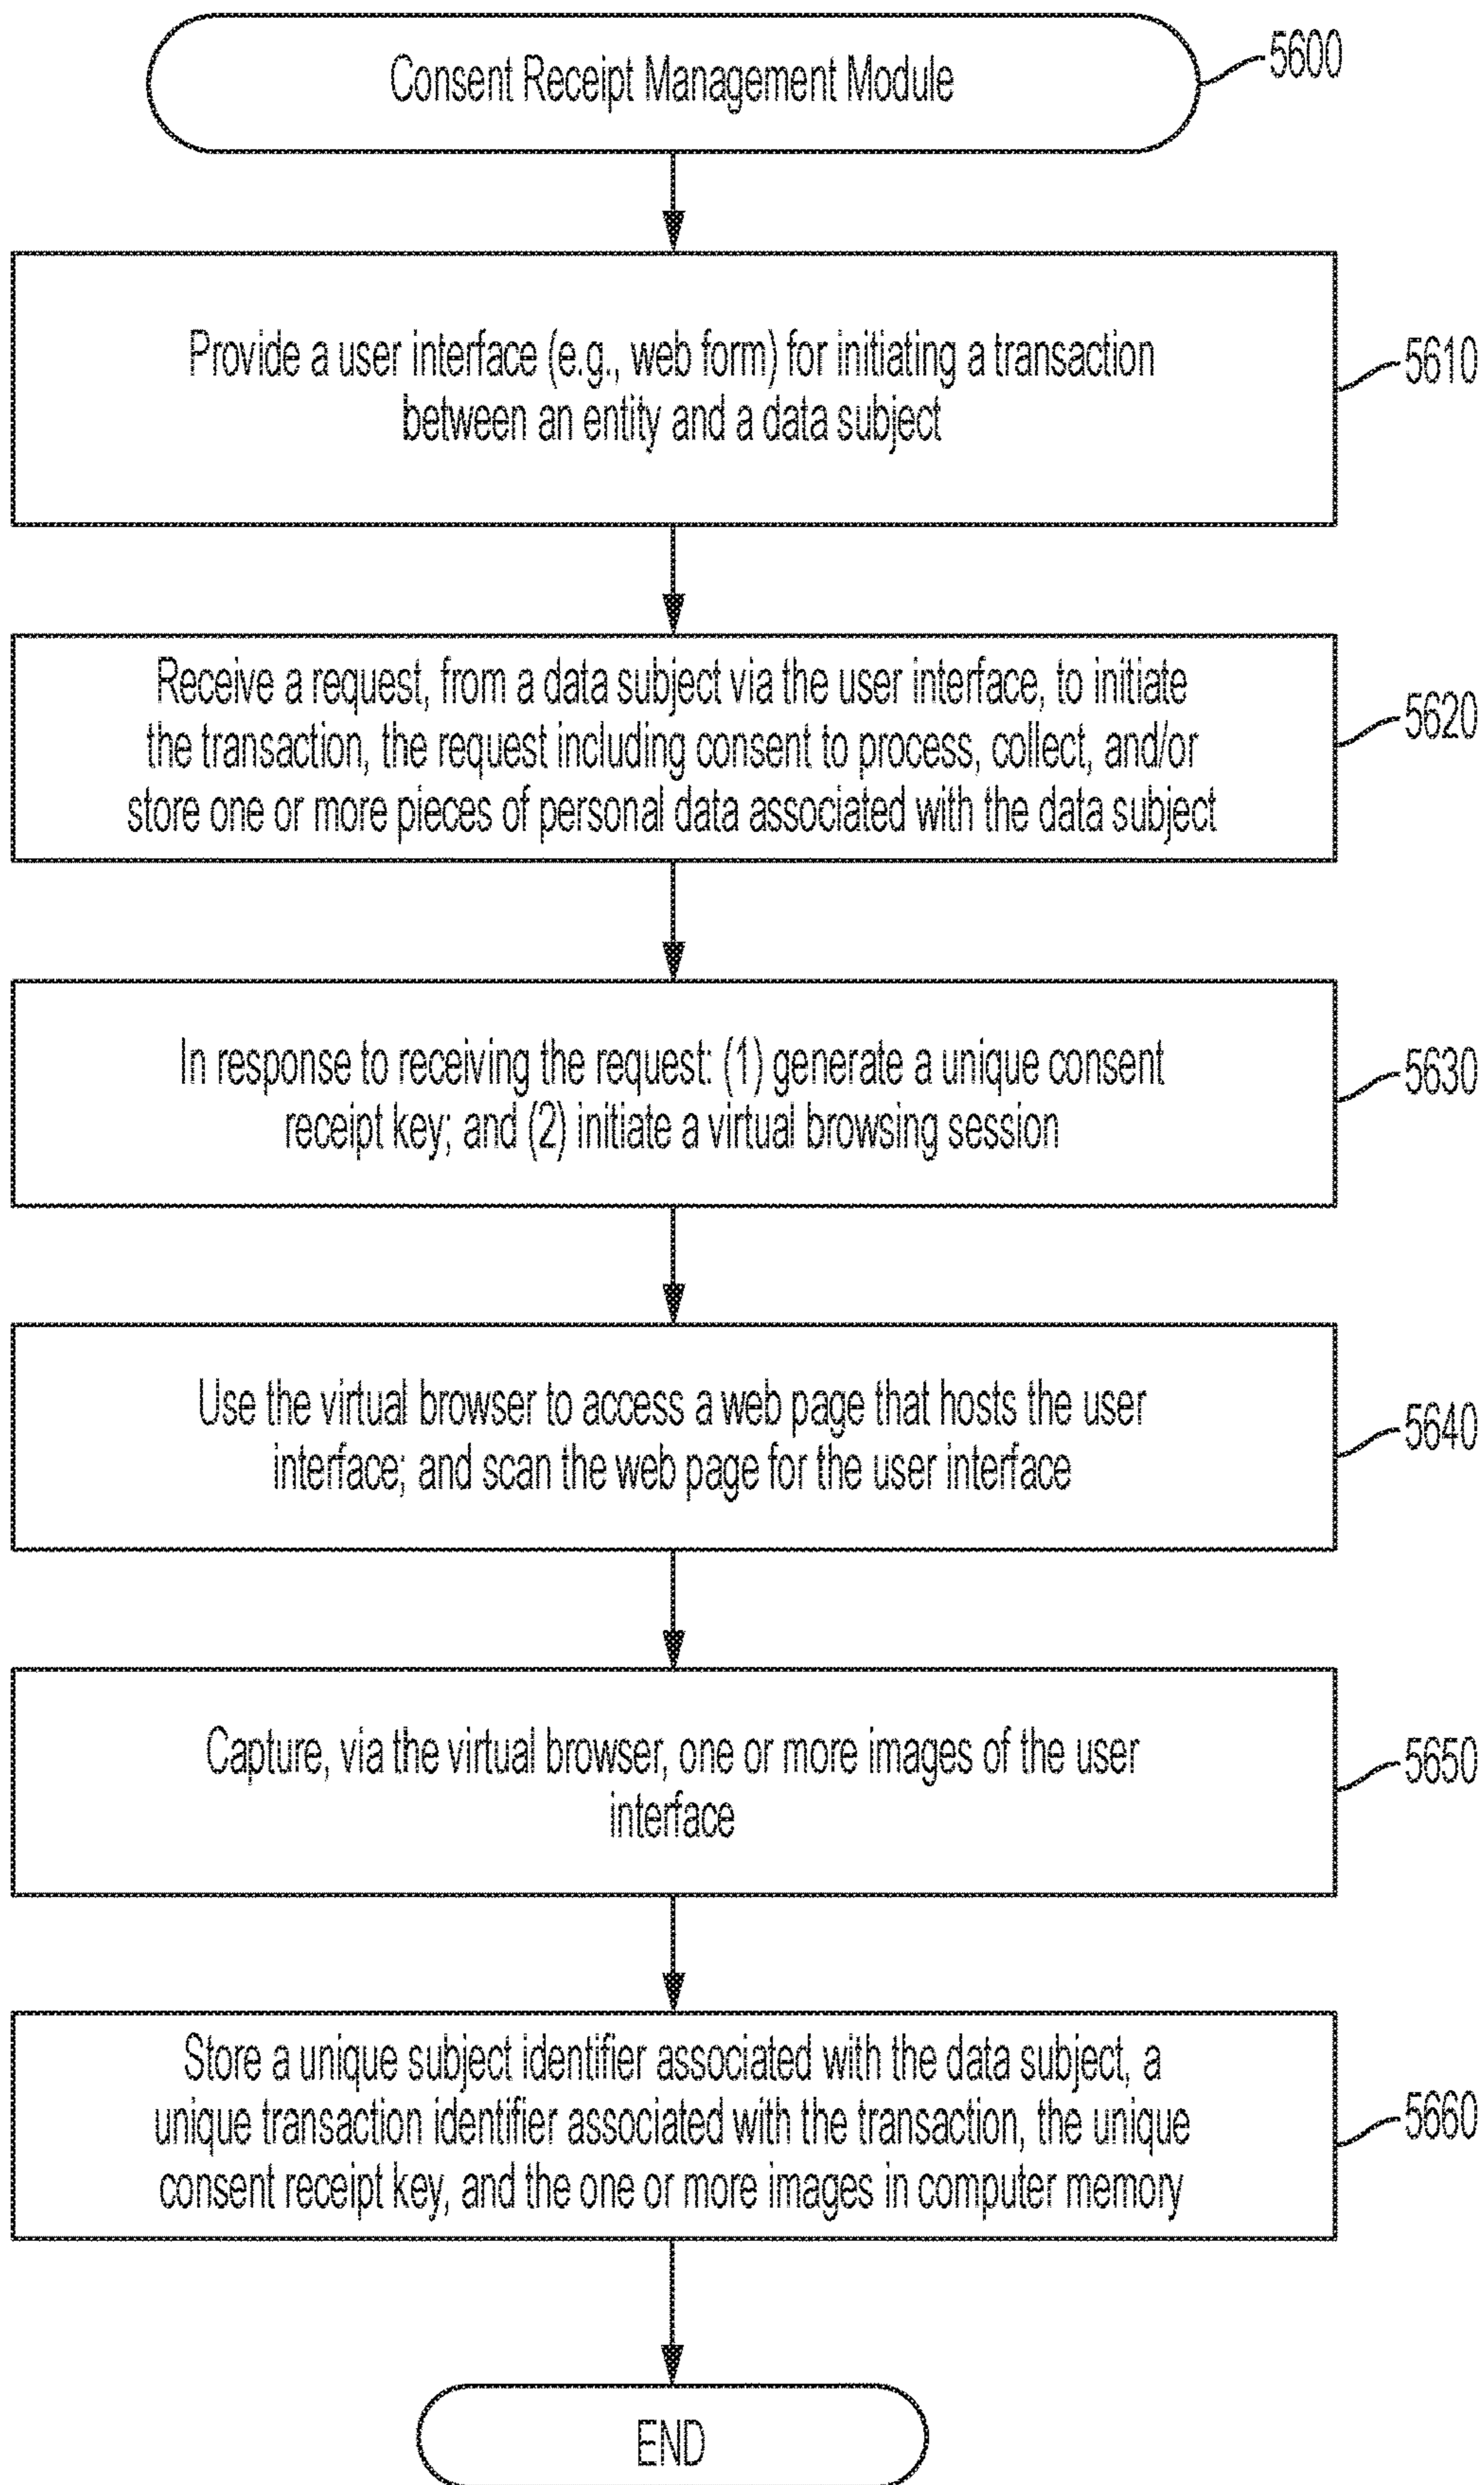 Consent Receipt Management Module
5600
Provide a user interface (e.g., web form) for initiating a transaction
between an entity and a data subject
5610
Receive a request, from a data subject via the user interface, to initiate
the transaction, the request including consent to process, collect, and/or
store one or more pieces of personal data associated with the data subject
5620
In response to receiving the request: (1) generate a unique consent
receipt key; and (2) initiate a virtual browsing session
5630
Use the virtual browser to access a web page that hosts the user
interface; and scan the web page for the user interface
5640
Capture, via the virtual browser, one or more images of the user
interface
5650
Store a unique subject identifier associated with the data subject, a
unique transaction identifier associated with the transaction, the unique
consent receipt key, and the one or more images in computer memory
5660
END